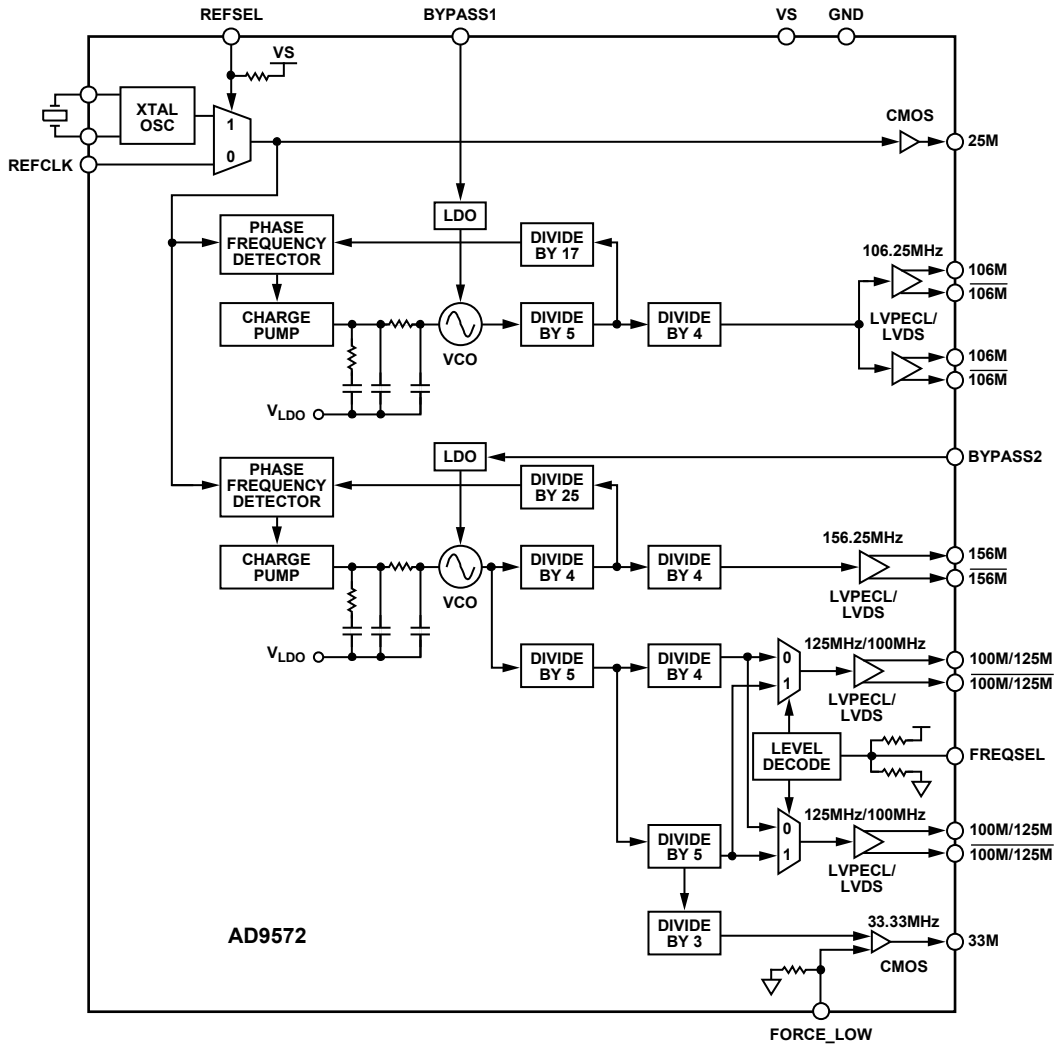 REFSEL
BYPASS1
VS
GND
VS
XTAL
OSC
1
0
REFCLK
CMOS
25M
LDO
PHASE
FREQUENCY
DETECTOR
DIVIDE
BY 17
106.25MHz
106M
106M
CHARGE
PUMP
VCO
DIVIDE
BY 5
DIVIDE
BY 4
LVPECL/
LVDS
106M
106M
VLDO
LDO
BYPASS2
PHASE
FREQUENCY
DETECTOR
DIVIDE
BY 25
156.25MHz
156M
156M
CHARGE
PUMP
VCO
DIVIDE
BY 4
DIVIDE
BY 4
LVPECL/
LVDS
VLDO
125MHz/100MHz
DIVIDE
BY 5
DIVIDE
BY 4
0
1
100M/125M
100M/125M
LVPECL/
LVDS
LEVEL
DECODE
FREQSEL
125MHz/100MHz
DIVIDE
BY 5
0
1
100M/125M
100M/125M
LVPECL/
LVDS
DIVIDE
BY 3
33.33MHz
33M
CMOS
AD9572
FORCE_LOW